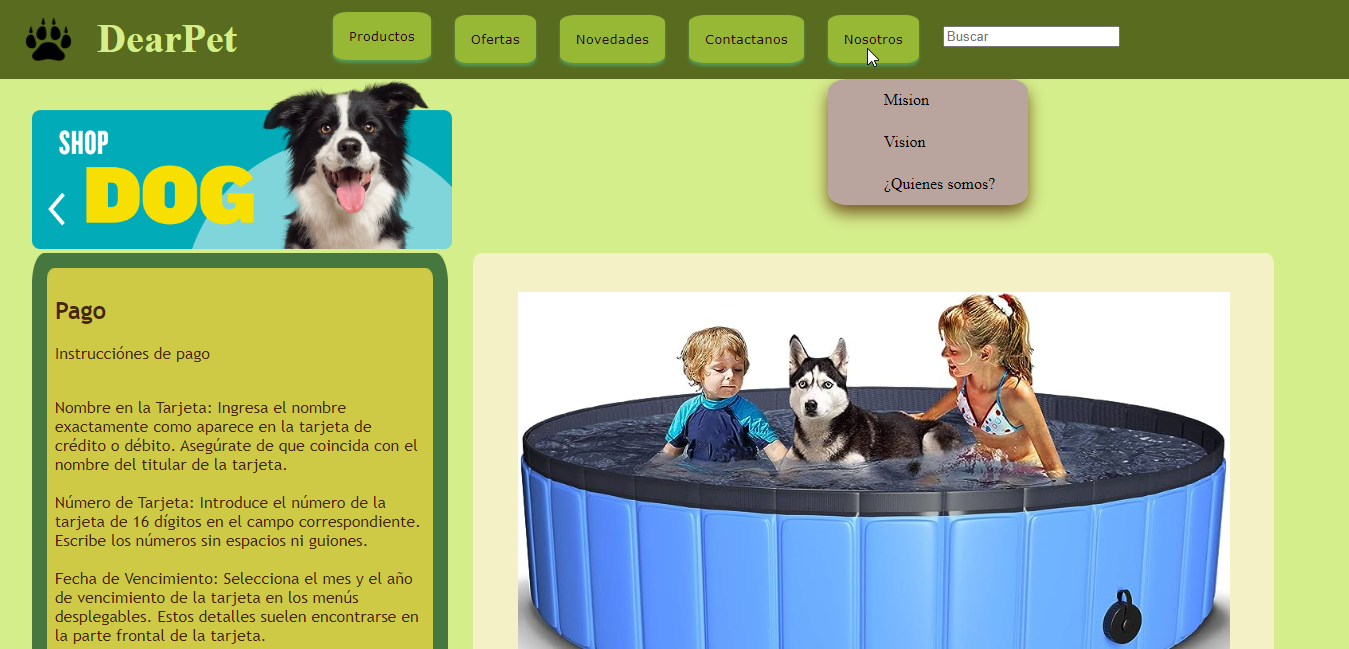 DearPet
Productos
Ofertas
Novedades
Contactanos
Nosotros
Buscar
Mision
Vision
¿Quienes somos?
SHOP
DOG
Pago
Instrucciónes de pago
Nombre en la Tarjeta: Ingresa el nombre
exactamente como aparece en la tarjeta de
crédito o débito. Asegúrate de que coincida con el
nombre del titular de la tarjeta.
Número de Tarjeta: Introduce el número de la
tarjeta de 16 dígitos en el campo correspondiente.
Escribe los números sin espacios ni guiones.
Fecha de Vencimiento: Selecciona el mes y el año
de vencimiento de la tarjeta en los menús
desplegables. Estos detalles suelen encontrarse en
la parte frontal de la tarjeta.